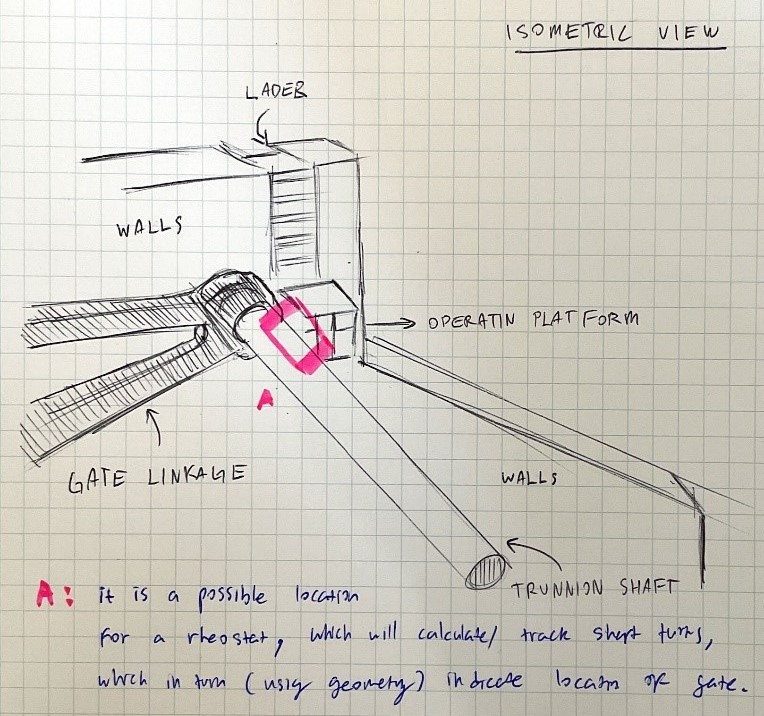 ISOMETRIC VIEW
LADER
WALLS
OPERATIN PLATFORM
A
GATE LINKAGE
WALLS
TRUNNION SHAFT
A: it is a possible location
for a rheostat, which will calculate/ track shaft turns,
which in turn (using geometry) indicate location of gate.